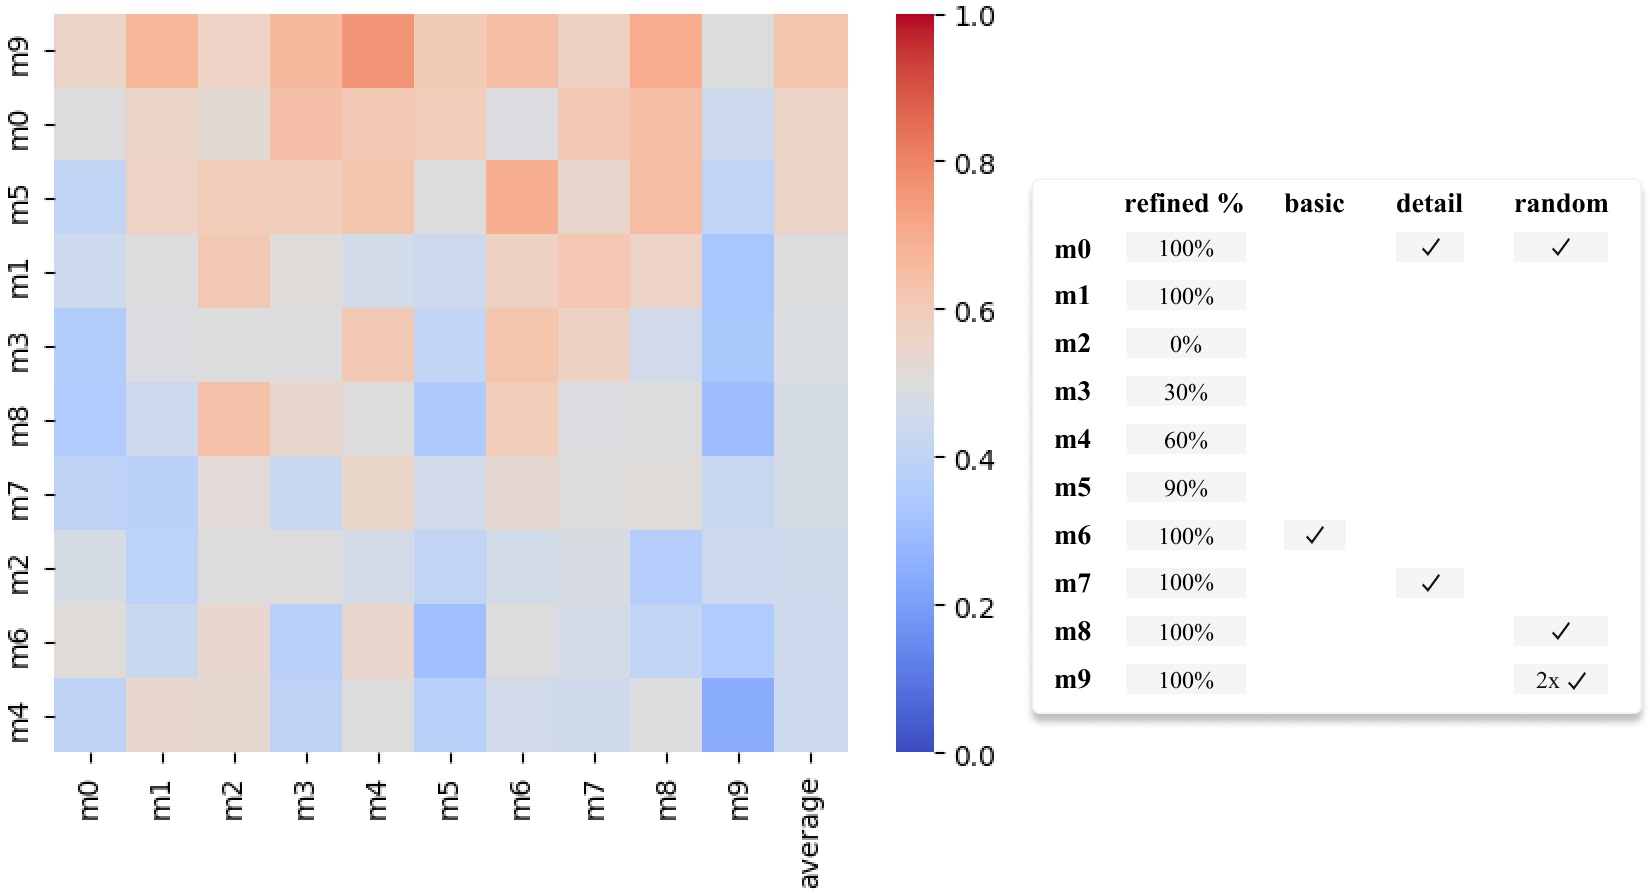 m9
m0
m5
m1
m3
m8
m7
m2
m6
m4
m0 m1 m2 m3 m4 m5 m6 m7 m8 m9 average
1.0
0.8
0.6
0.4
0.2
0.0
refined % basic detail random
m0 100% ✓ ✓
m1 100%
m2 0%
m3 30%
m4 60%
m5 90%
m6 100% ✓
m7 100% ✓
m8 100% ✓
m9 100% 2x ✓